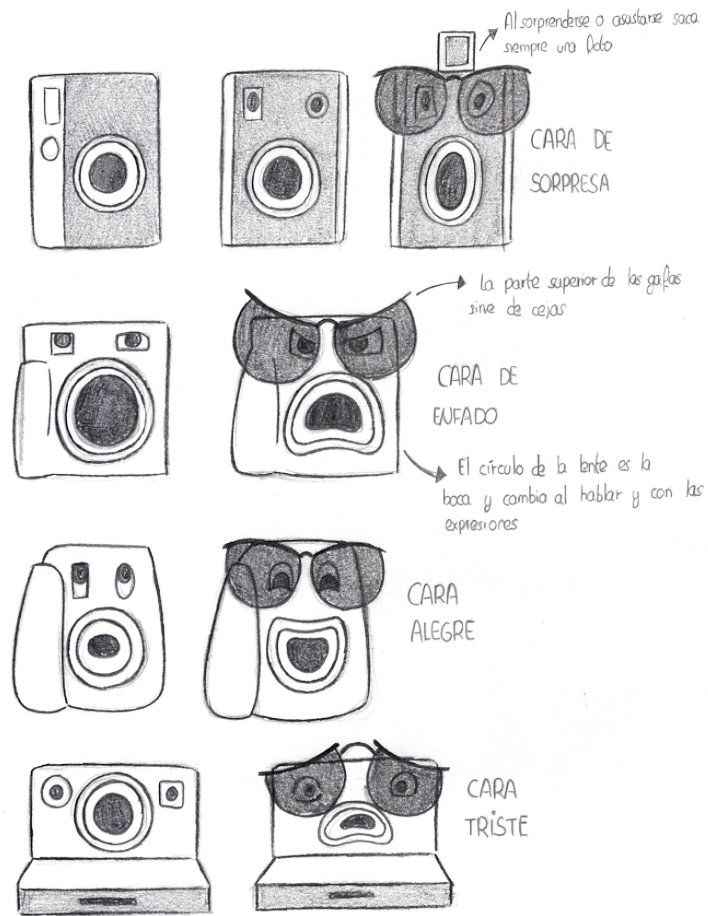 Al sorprenderse o asustarse saca
siempre una foto
CARA DE
SORPRESA
La parte superior de las gafas
sirve de cejas
CARA DE
ENFADO
El círculo de la lente es la
boca y cambia al hablar y con las
expresiones
CARA
ALEGRE
CARA
TRISTE